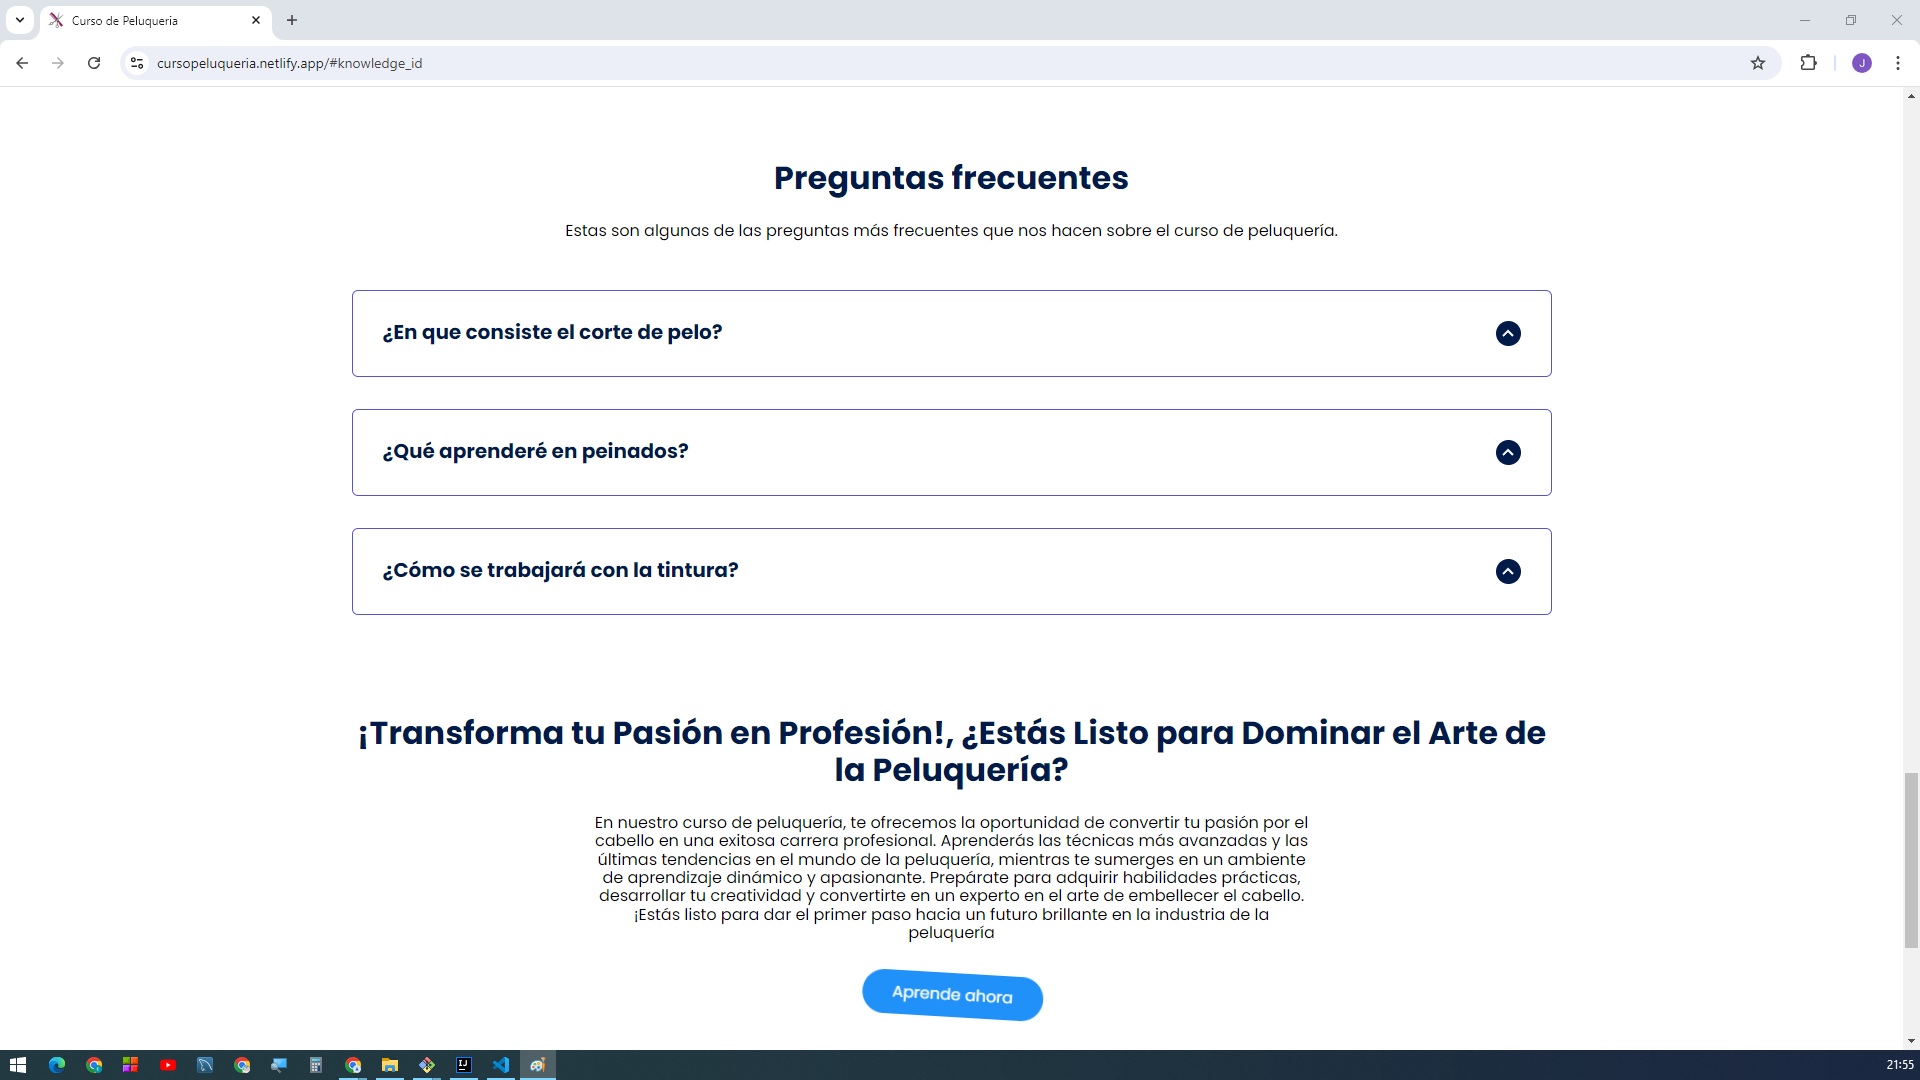 Curso de Peluqueria
cursopeluqueria.netlify.app/#knowledge_id
J
Preguntas frecuentes
Estas son algunas de las preguntas más frecuentes que nos hacen sobre el curso de peluquería.
¿En que consiste el corte de pelo?
¿Qué aprenderé en peinados?
¿Cómo se trabajará con la tintura?
¡Transforma tu Pasión en Profesión!, ¿Estás Listo para Dominar el Arte de
la Peluquería?
En nuestro curso de peluquería, te ofrecemos la oportunidad de convertir tu pasión por el
cabello en una exitosa carrera profesional. Aprenderás las técnicas más avanzadas y las
últimas tendencias en el mundo de la peluquería, mientras te sumerges en un ambiente
de aprendizaje dinámico y apasionante. Prepárate para adquirir habilidades prácticas,
desarrollar tu creatividad y convertirte en un experto en el arte de embellecer el cabello.
¡Estás listo para dar el primer paso hacia un futuro brillante en la industria de la
peluquería
Aprende ahora
IJ
21:55